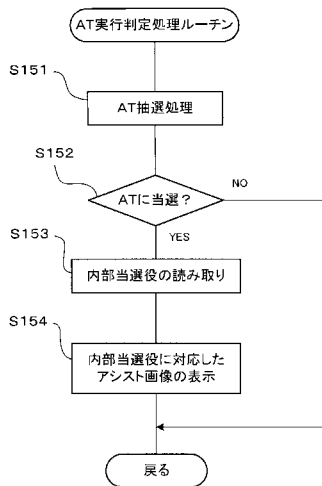 AT実行判定処理ルーチン
S151
AT抽選処理
S152
ATに当選？
NO
YES
S153
内部当選役の読み取り
S154
内部当選役に対応した
アシスト画像の表示
戻る